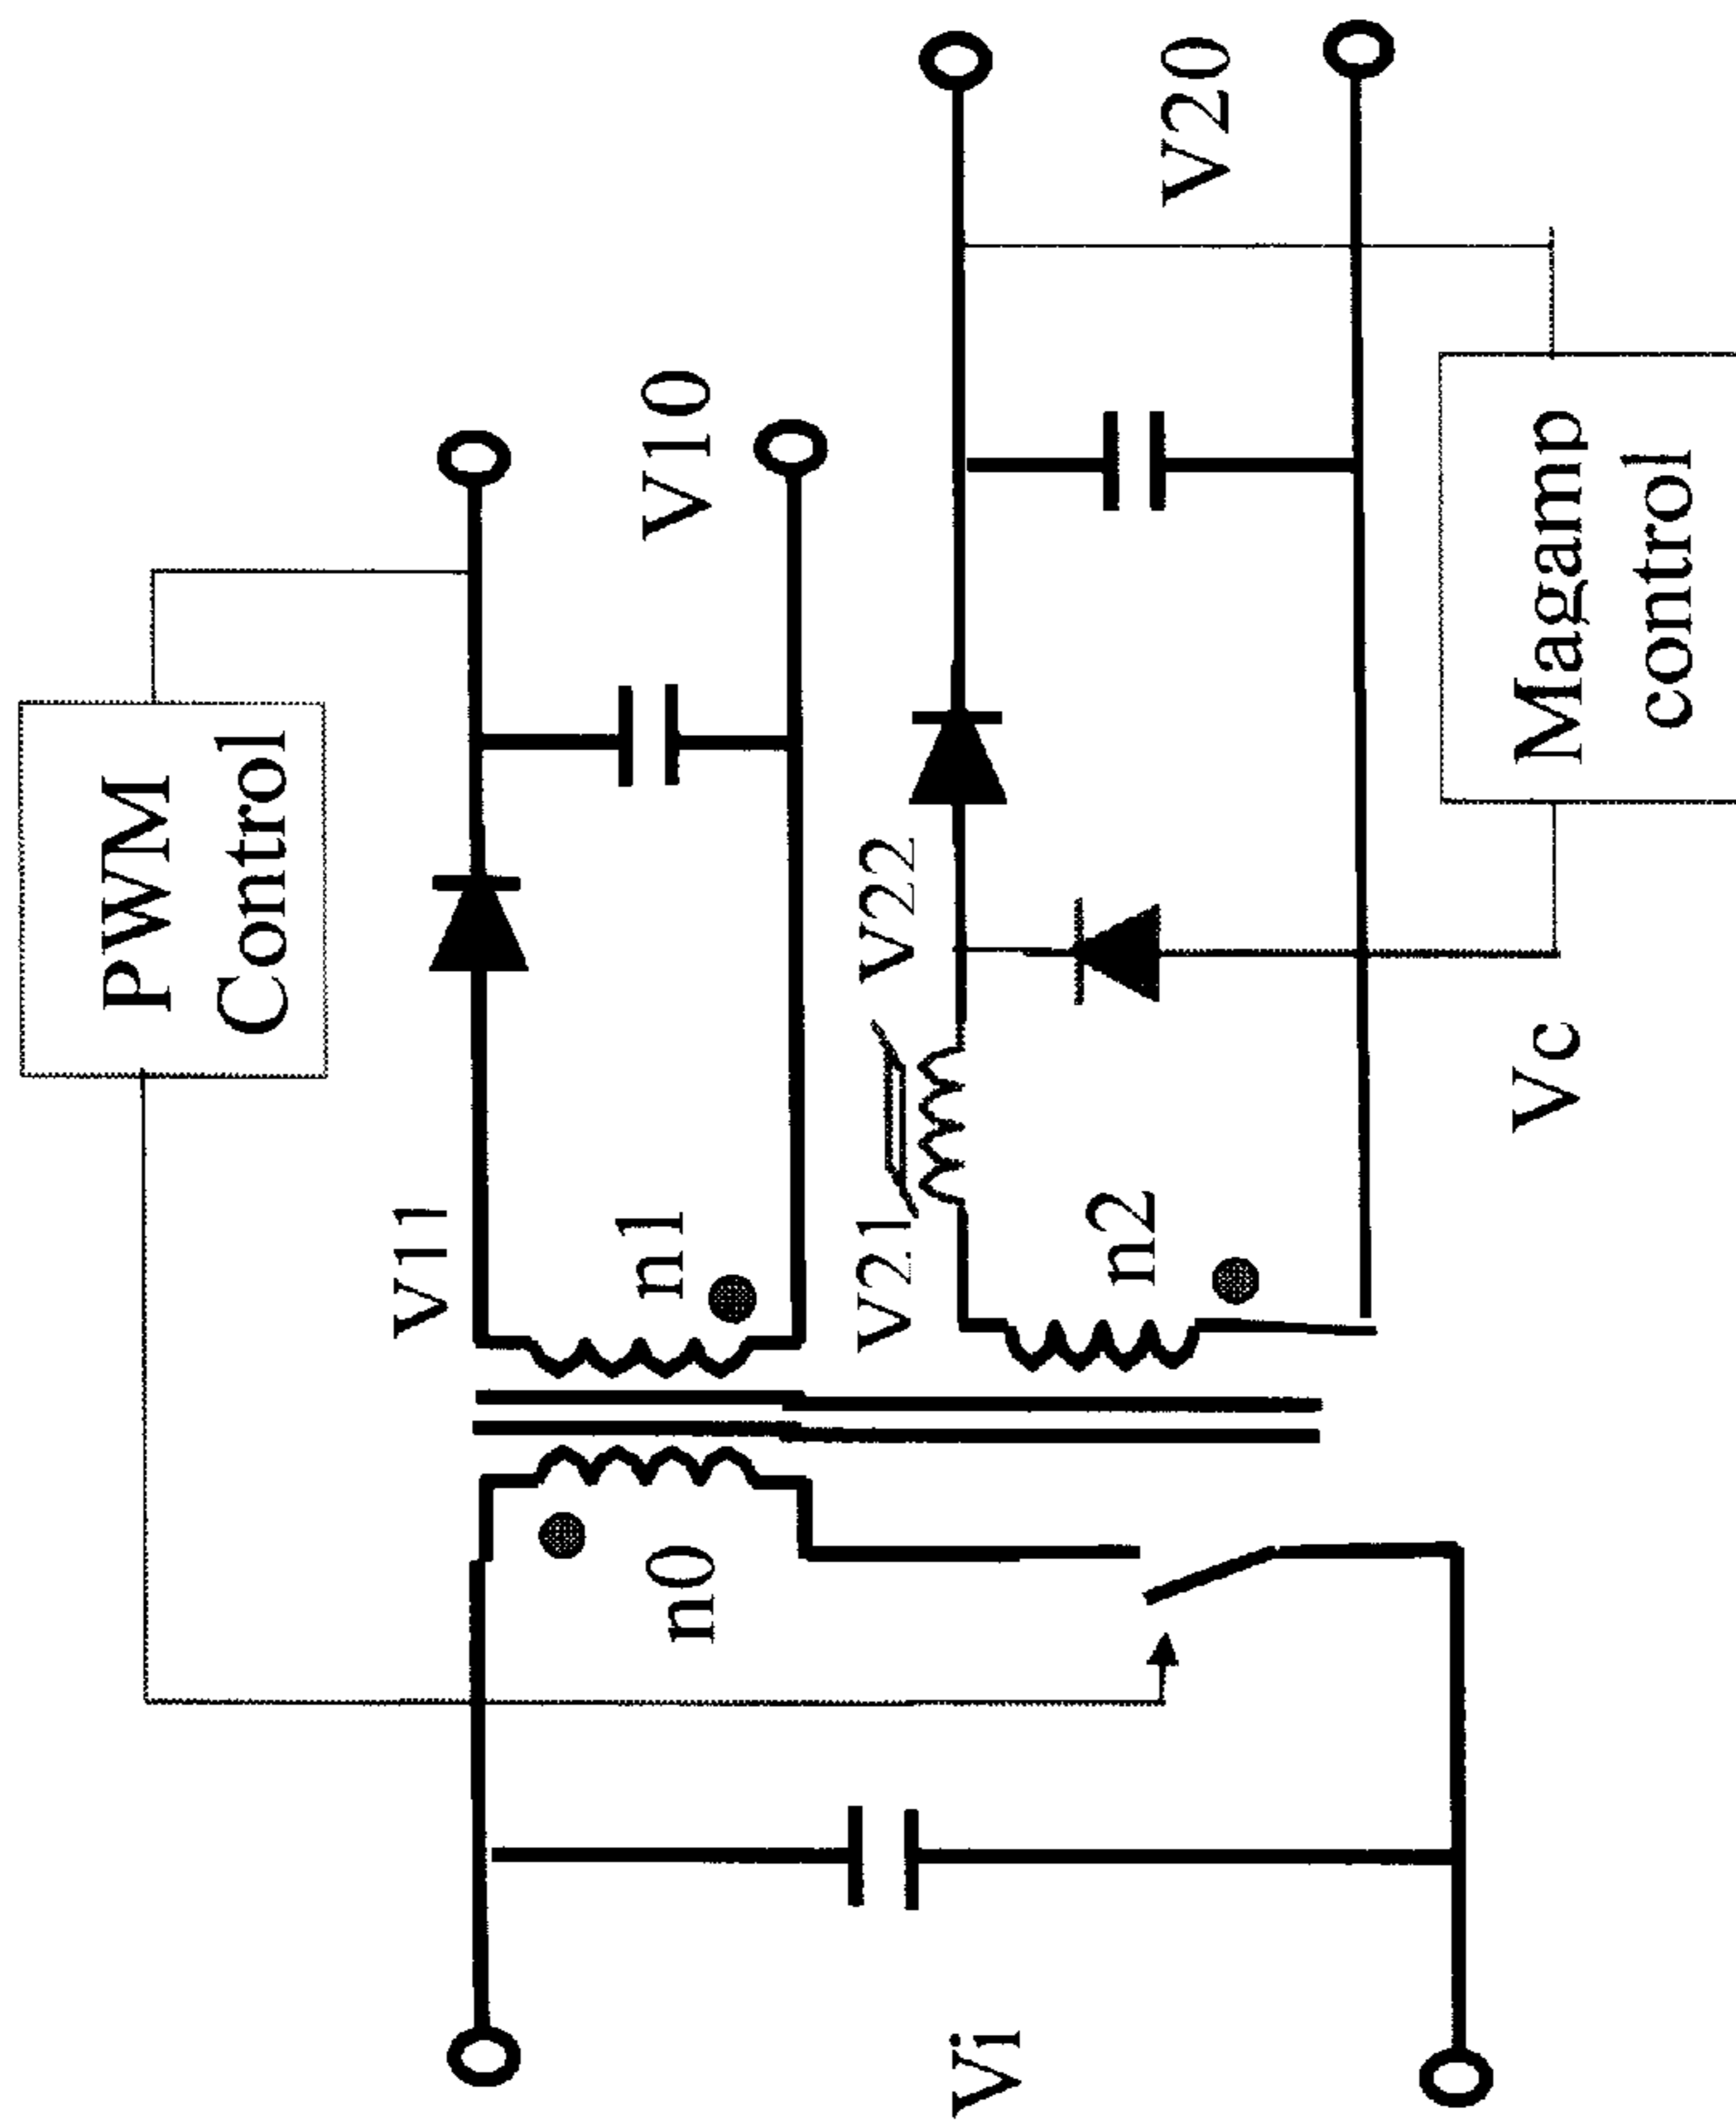 PWM
Control
V11
V10
n1
n0
V21
V22
V20
n2
Vi
Vc
Magamp
control